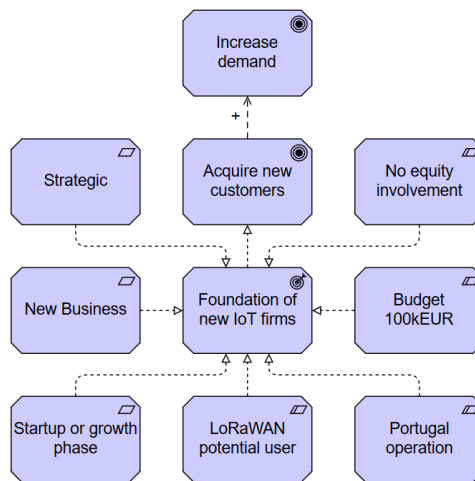 Increase
demand
+
Strategic
Acquire new
customers
No equity
involvement
New Business
Foundation of
new IoT firms
Budget
100kEUR
Startup or growth
phase
LoRaWAN
potential user
Portugal
operation